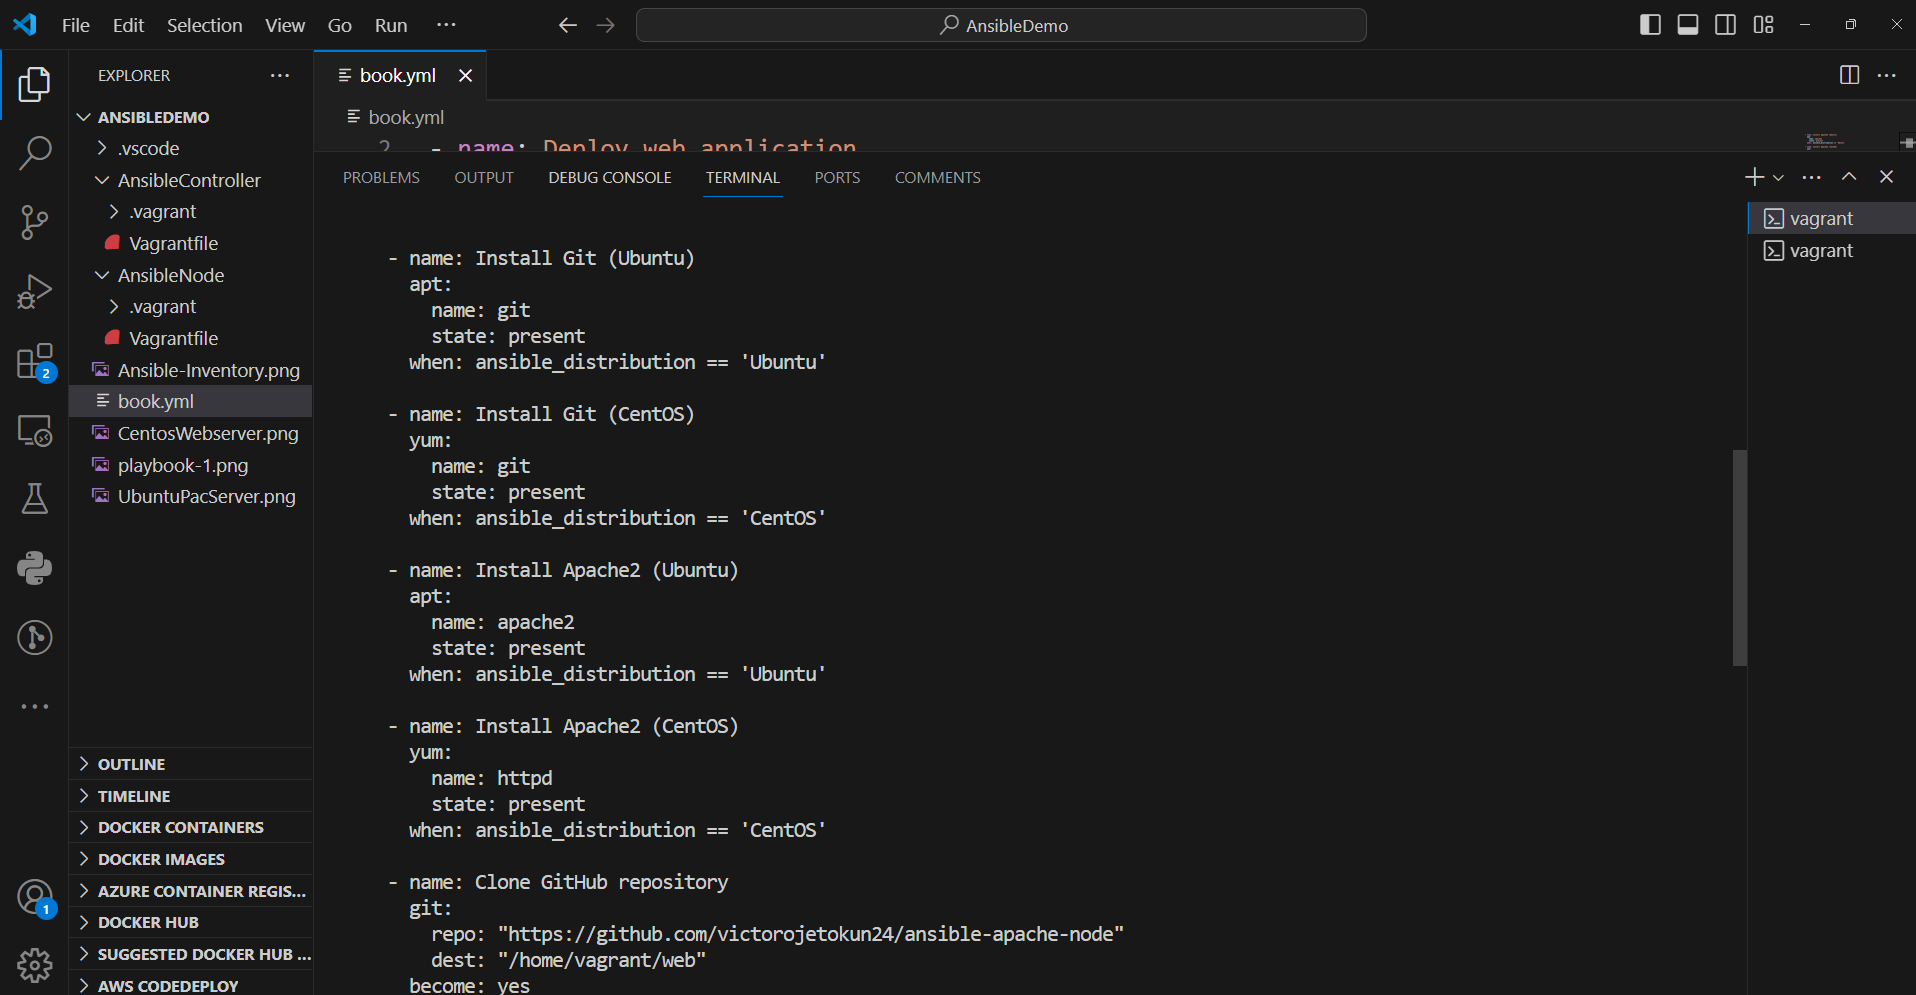 File Edit Selection View Go Run ···
AnsibleDemo
EXPLORER
ANSIBLEDEMO
.vscode
AnsibleController
.vagrant
Vagrantfile
AnsibleNode
.vagrant
Vagrantfile
Ansible-Inventory.png
book.yml
CentosWebserver.png
playbook-1.png
UbuntuPacServer.png
OUTLINE
TIMELINE
DOCKER CONTAINERS
DOCKER IMAGES
AZURE CONTAINER REGIS...
DOCKER HUB
SUGGESTED DOCKER HUB ...
AWS CODEDEPLOY
2
1
book.yml
book.yml
2 - name: Deploy web application
PROBLEMS OUTPUT DEBUG CONSOLE TERMINAL PORTS COMMENTS
- name: Install Git (Ubuntu)
apt:
name: git
state: present
when: ansible_distribution == 'Ubuntu'
- name: Install Git (CentOS)
yum:
name: git
state: present
when: ansible_distribution == 'CentOS'
- name: Install Apache2 (Ubuntu)
apt:
name: apache2
state: present
when: ansible_distribution == 'Ubuntu'
- name: Install Apache2 (CentOS)
yum:
name: httpd
state: present
when: ansible_distribution == 'CentOS'
- name: Clone GitHub repository
git:
repo: "https://github.com/victorojetokun24/ansible-apache-node"
dest: "/home/vagrant/web"
become: yes
vagrant
vagrant